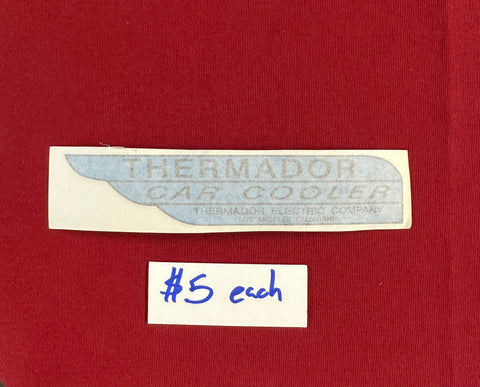 THERMADOR
CAR COOLER
THERMADOR ELECTRIC COMPANY
LOS ANGELES CALIFORNIA
$5 each